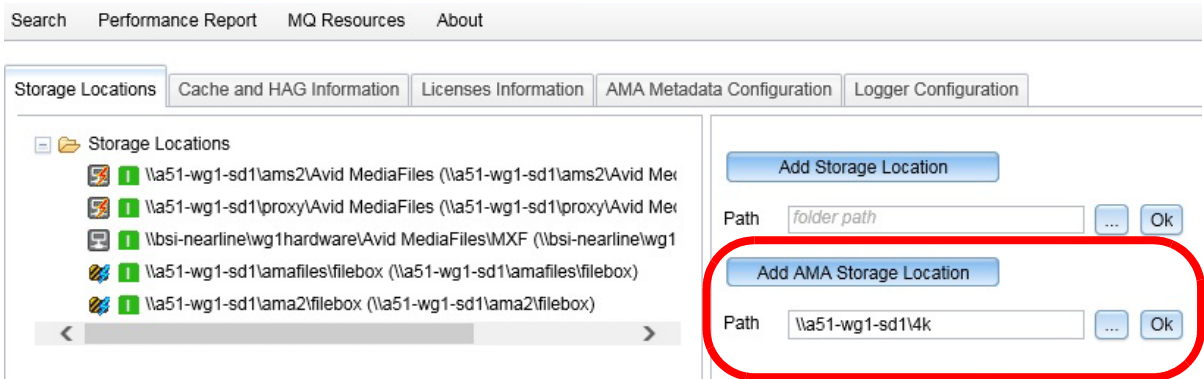 Search Performance Report MQ Resources About
Storage Locations Cache and HAG Information Licenses Information AMA Metadata Configuration Logger Configuration
Storage Locations
I \\a51-wg1-sd1\ams2\Avid MediaFiles (\\a51-wg1-sd1\ams2\Avid Med
I \\a51-wg1-sd1\proxy\Avid MediaFiles (\\a51-wg1-sd1\proxy\Avid Med
I \\bsi-nearline\wg1hardware\Avid MediaFiles\MXF (\\bsi-nearline\wg1
I \\a51-wg1-sd1\amafiles\filebox (\\a51-wg1-sd1\amafiles\filebox)
I \\a51-wg1-sd1\ama2\filebox (\\a51-wg1-sd1\ama2\filebox)
Add Storage Location
Path folder path ... Ok
Add AMA Storage Location
Path \\a51-wg1-sd1\4k ... Ok